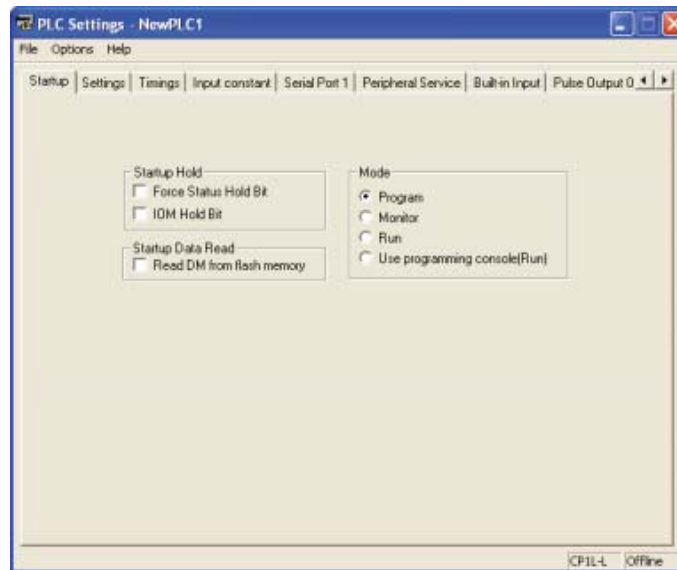 PLC Settings - NewPLC1
File Options Help
Startup Settings Timings Input constant Serial Port 1 Peripheral Service Built-in Input Pulse Output 0
Startup Hold
Force Status Hold Bit
IOM Hold Bit
Startup Data Read
Read DM from flash memory
Mode
Program
Monitor
Run
Use programming console(Run)
CP1L-L Offline